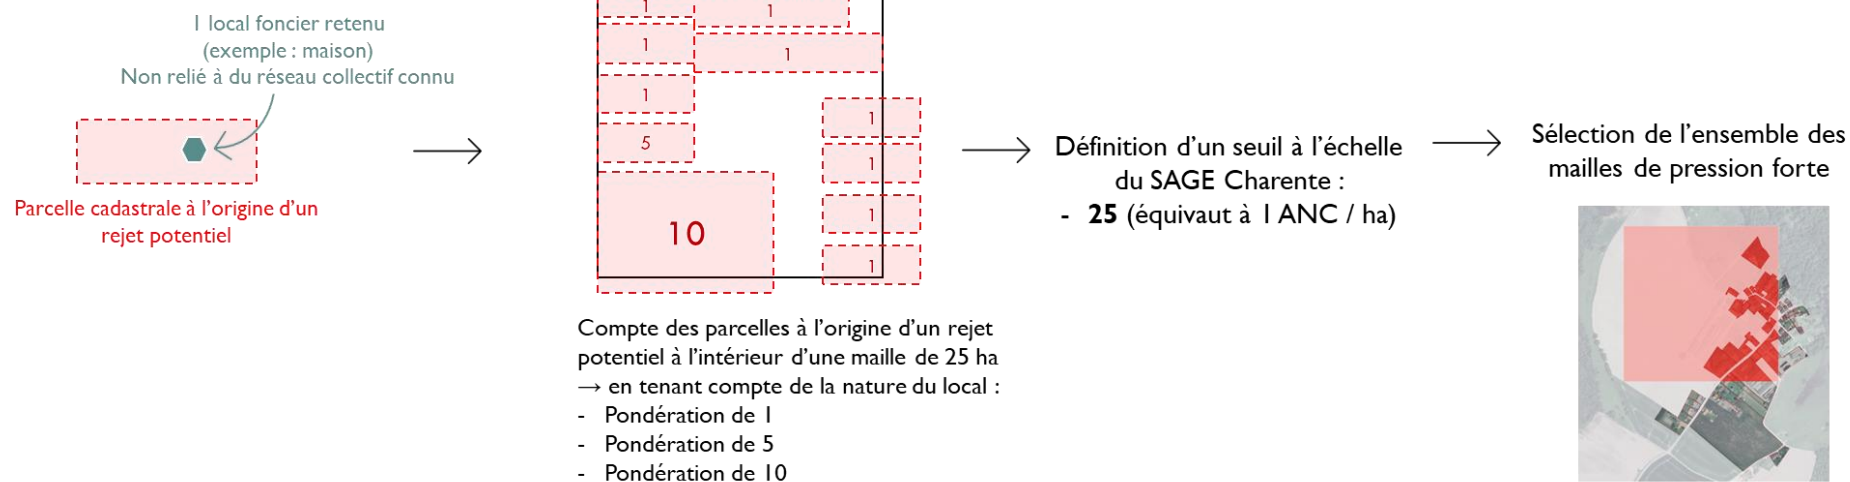 1 local foncier retenu
(exemple : maison)
Non relié à du réseau collectif connu
Parcelle cadastrale à l'origine d'un
rejet potentiel
1
1
1
1
1
5
10
1
1
1
1
Compte des parcelles à l'origine d'un rejet
potentiel à l'intérieur d'une maille de 25 ha
→ en tenant compte de la nature du local :
- Pondération de 1
- Pondération de 5
- Pondération de 10
Définition d'un seuil à l'échelle
du SAGE Charente :
- 25 (équivaut à 1 ANC / ha)
Sélection de l'ensemble des
mailles de pression forte